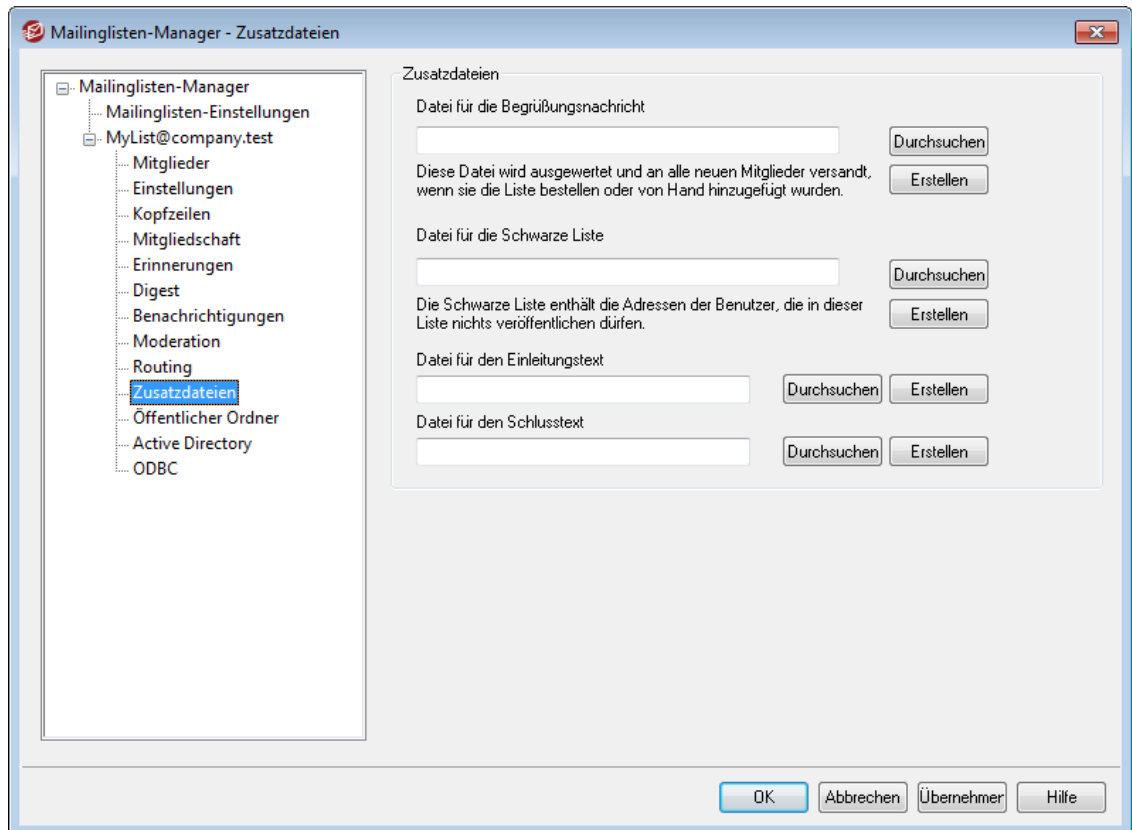 Mailinglisten-Manager - Zusatzdateien
Mailinglisten-Manager
Mailinglisten-Einstellungen
MyList@company.test
Mitglieder
Einstellungen
Kopfzeilen
Mitgliedschaft
Erinnerungen
Digest
Benachrichtigungen
Moderation
Routing
Zusatzdateien
Öffentlicher Ordner
Active Directory
ODBC
Zusatzdateien
Datei für die Begrüßungsnachricht
Durchsuchen
Diese Datei wird ausgewertet und an alle neuen Mitglieder versandt,
wenn sie die Liste bestellen oder von Hand hinzugefügt wurden.
Erstellen
Datei für die Schwarze Liste
Durchsuchen
Die Schwarze Liste enthält die Adressen der Benutzer, die in dieser
Liste nichts veröffentlichen dürfen.
Erstellen
Datei für den Einleitungstext
Durchsuchen Erstellen
Datei für den Schlusstext
Durchsuchen Erstellen
OK Abbrechen Übernehmer Hilfe